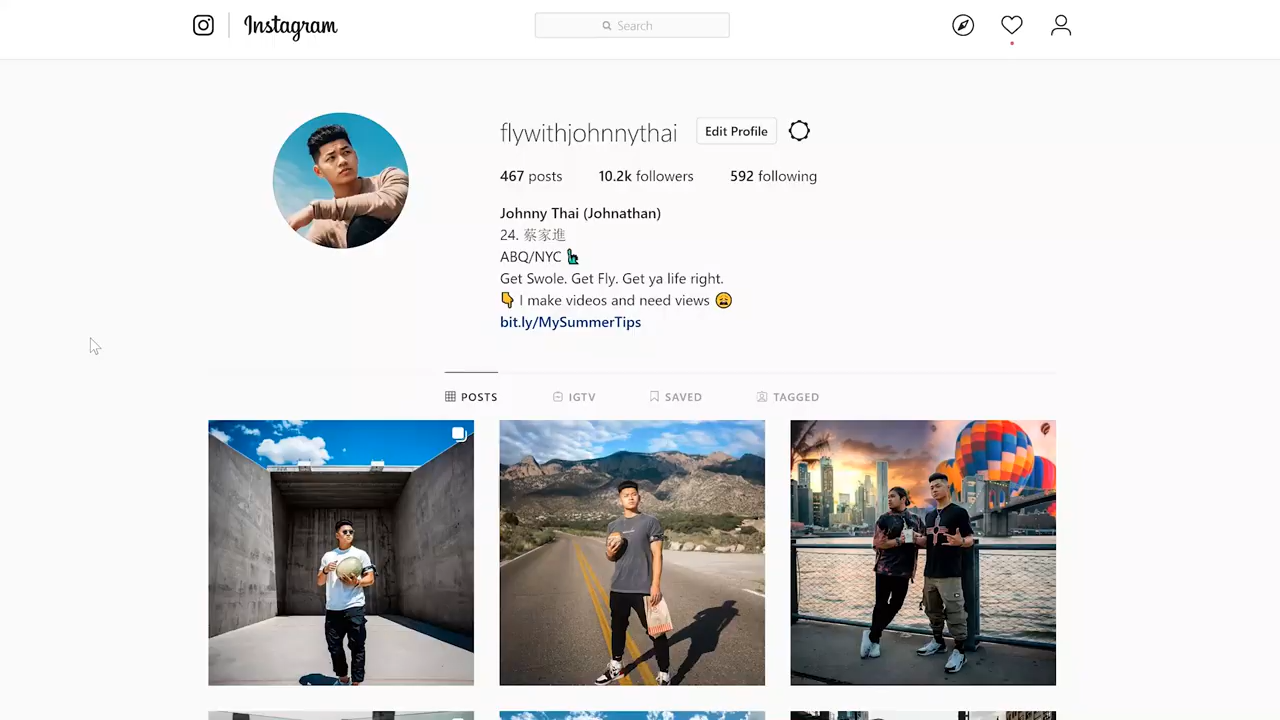 Instagram
Search
flywithjohnnythai
Edit Profile
467 posts 10.2k followers 592 following
Johnny Thai (Johnathan)
24. 蔡家進
ABQ/NYC
Get Swole. Get Fly. Get ya life right.
👇 I make videos and need views 😩
bit.ly/MySummerTips
POSTS IGTV SAVED TAGGED